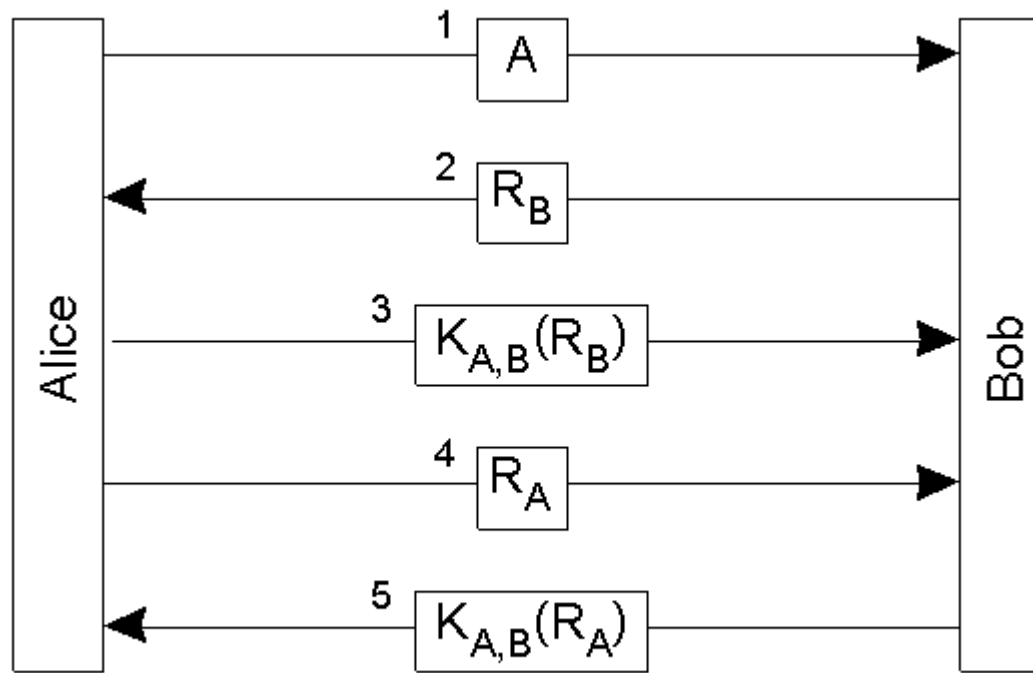 Alice
Bob
1
A
2
R_B
3
K_A,B(R_B)
4
R_A
5
K_A,B(R_A)